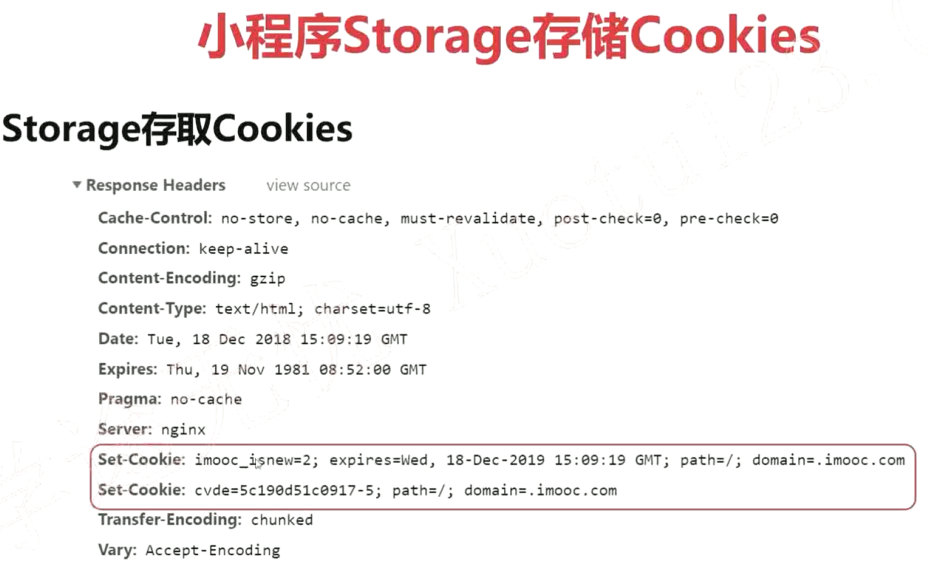 小程序Storage存储Cookies
Storage存取Cookies
▼ Response Headers view source
Cache-Control: no-store, no-cache, must-revalidate, post-check=0, pre-check=0
Connection: keep-alive
Content-Encoding: gzip
Content-Type: text/html; charset=utf-8
Date: Tue, 18 Dec 2018 15:09:19 GMT
Expires: Thu, 19 Nov 1981 08:52:00 GMT
Pragma: no-cache
Server: nginx
Set-Cookie: imooc_isnew=2; expires=Wed, 18-Dec-2019 15:09:19 GMT; path=/; domain=.imooc.com
Set-Cookie: cvde=5c190d51c0917-5; path=/; domain=.imooc.com
Transfer-Encoding: chunked
Vary: Accept-Encoding